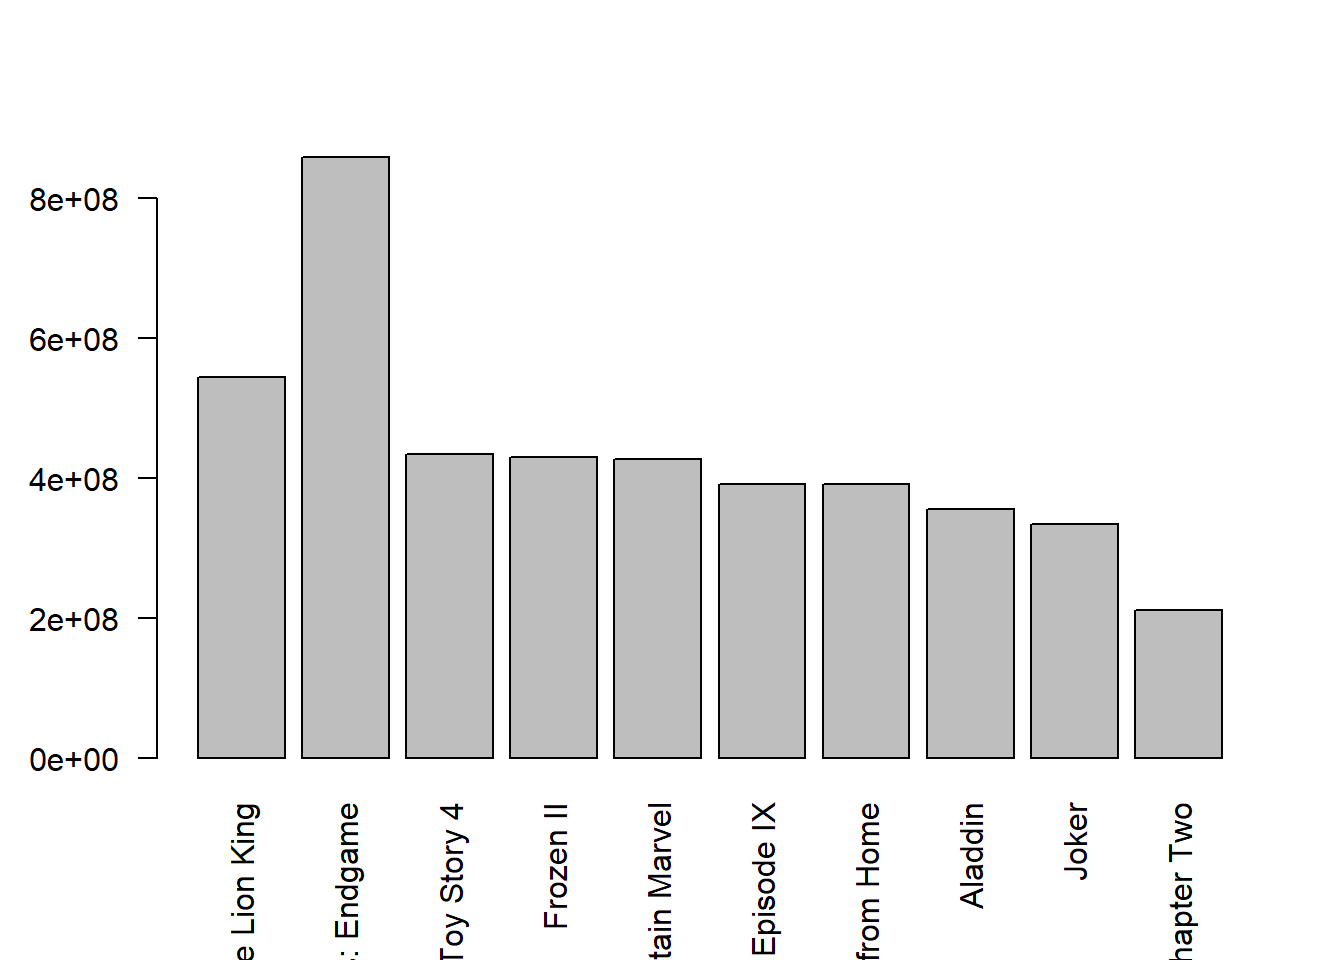 8e+08
6e+08
4e+08
2e+08
0e+00
e Lion King
: Endgame
Toy Story 4
Frozen II
tain Marvel
Episode IX
from Home
Aladdin
Joker
hapter Two